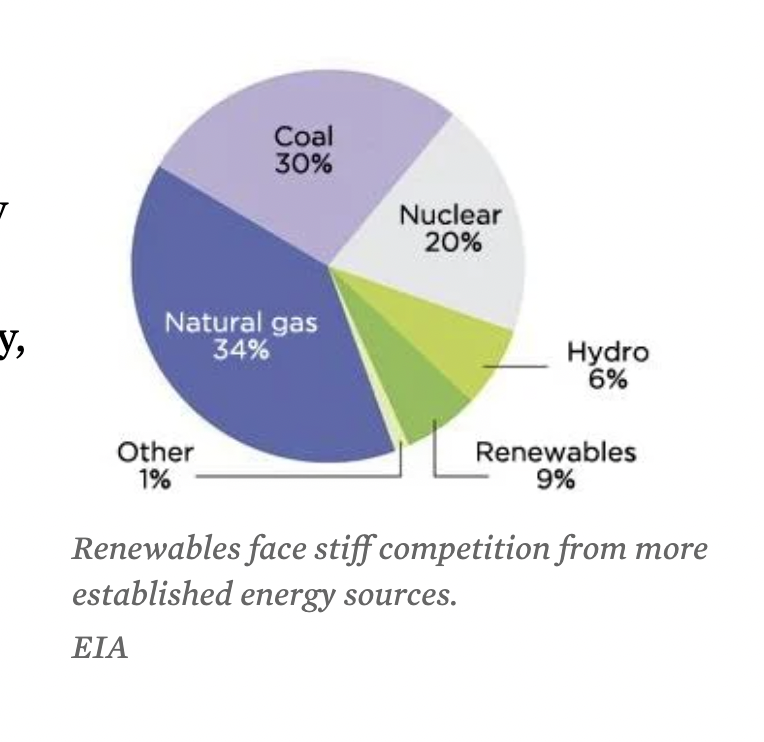 y
y,
Coal
30%
Nuclear
20%
Natural gas
34%
Hydro
6%
Other
1%
Renewables
9%
Renewables face stiff competition from more
established energy sources.
EIA